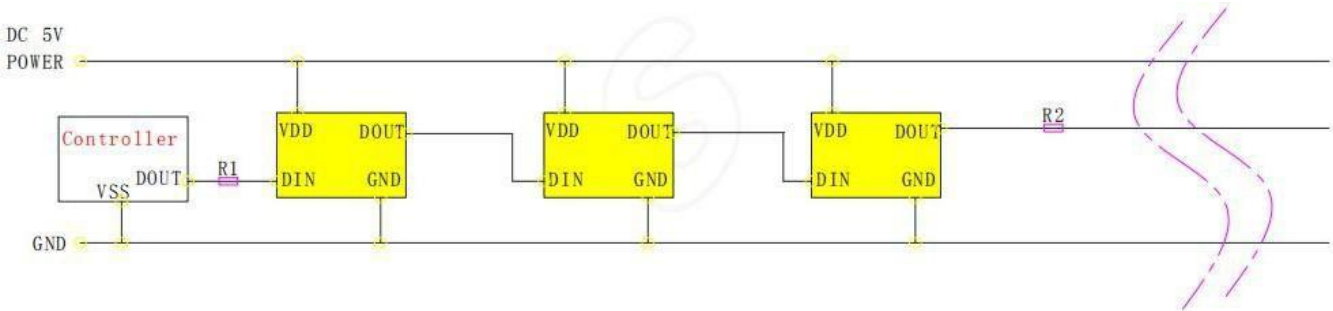 DC 5V
POWER
Controller
DOUT
VSS
R1
VDD
DOUT
DIN
GND
VDD
DOUT
DIN
GND
VDD
DOUT
DIN
GND
R2
GND